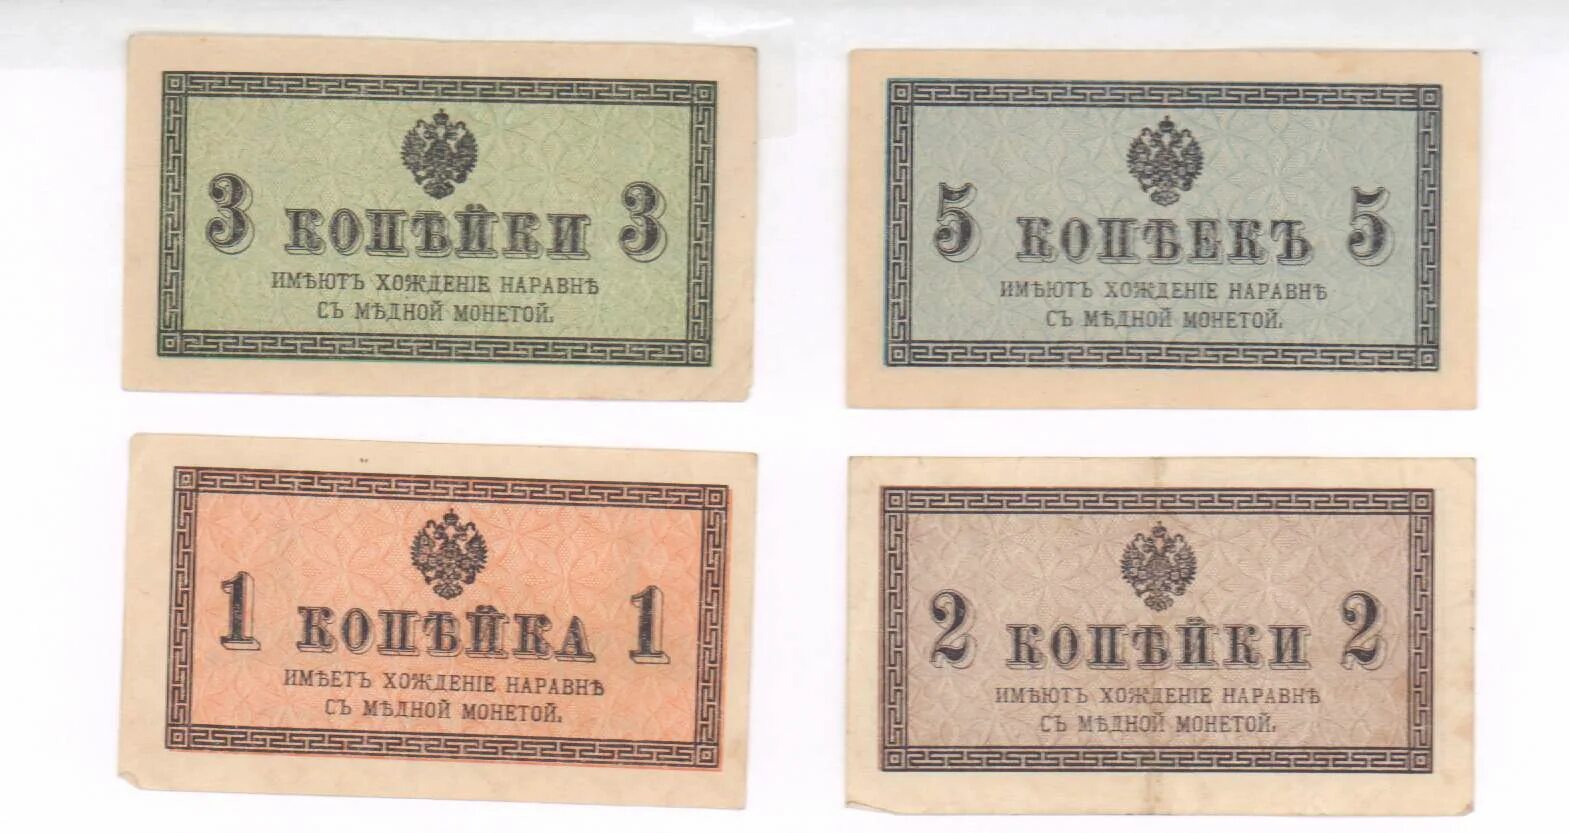 3 КОПѢЙКИ 3
ИМѢЮТЪ ХОЖДЕНІЕ НАРАВНѢ
СЪ МѢДНОЙ МОНЕТОЙ.
5 КОПѢЕКЪ 5
ИМѢЮТЪ ХОЖДЕНІЕ НАРАВНѢ
СЪ МѢДНОЙ МОНЕТОЙ.
1 КОПѢЙКА 1
ИМѢЕТЪ ХОЖДЕНІЕ НАРАВНѢ
СЪ МѢДНОЙ МОНЕТОЙ.
2 КОПѢЙКИ 2
ИМѢЮТЪ ХОЖДЕНІЕ НАРАВНѢ
СЪ МѢДНОЙ МОНЕТОЙ.